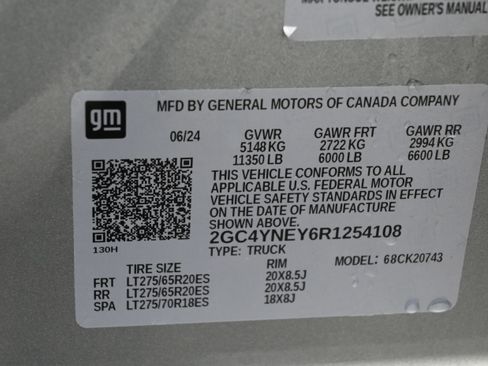 SEE OWNER'S MANUAL
gm
MFD BY GENERAL MOTORS OF CANADA COMPANY
06/24 GVWR GAWR FRT GAWR RR
5148 KG 2722 KG 2994 KG
11350 LB 6000 LB 6600 LB
THIS VEHICLE CONFORMS TO ALL
APPLICABLE U.S. FEDERAL MOTOR
VEHICLE SAFETY STANDARDS IN EFFECT
ON THE DATE OF MANUFACTURE
SHOWN ABOVE.
2GC4YNEY6R1254108
130H TYPE: TRUCK MODEL: 68CK20743
TIRE SIZE RIM
FRT LT275/65R20ES 20X8.5J
RR LT275/65R20ES 20X8.5J
SPA LT275/70R18ES 18X8J